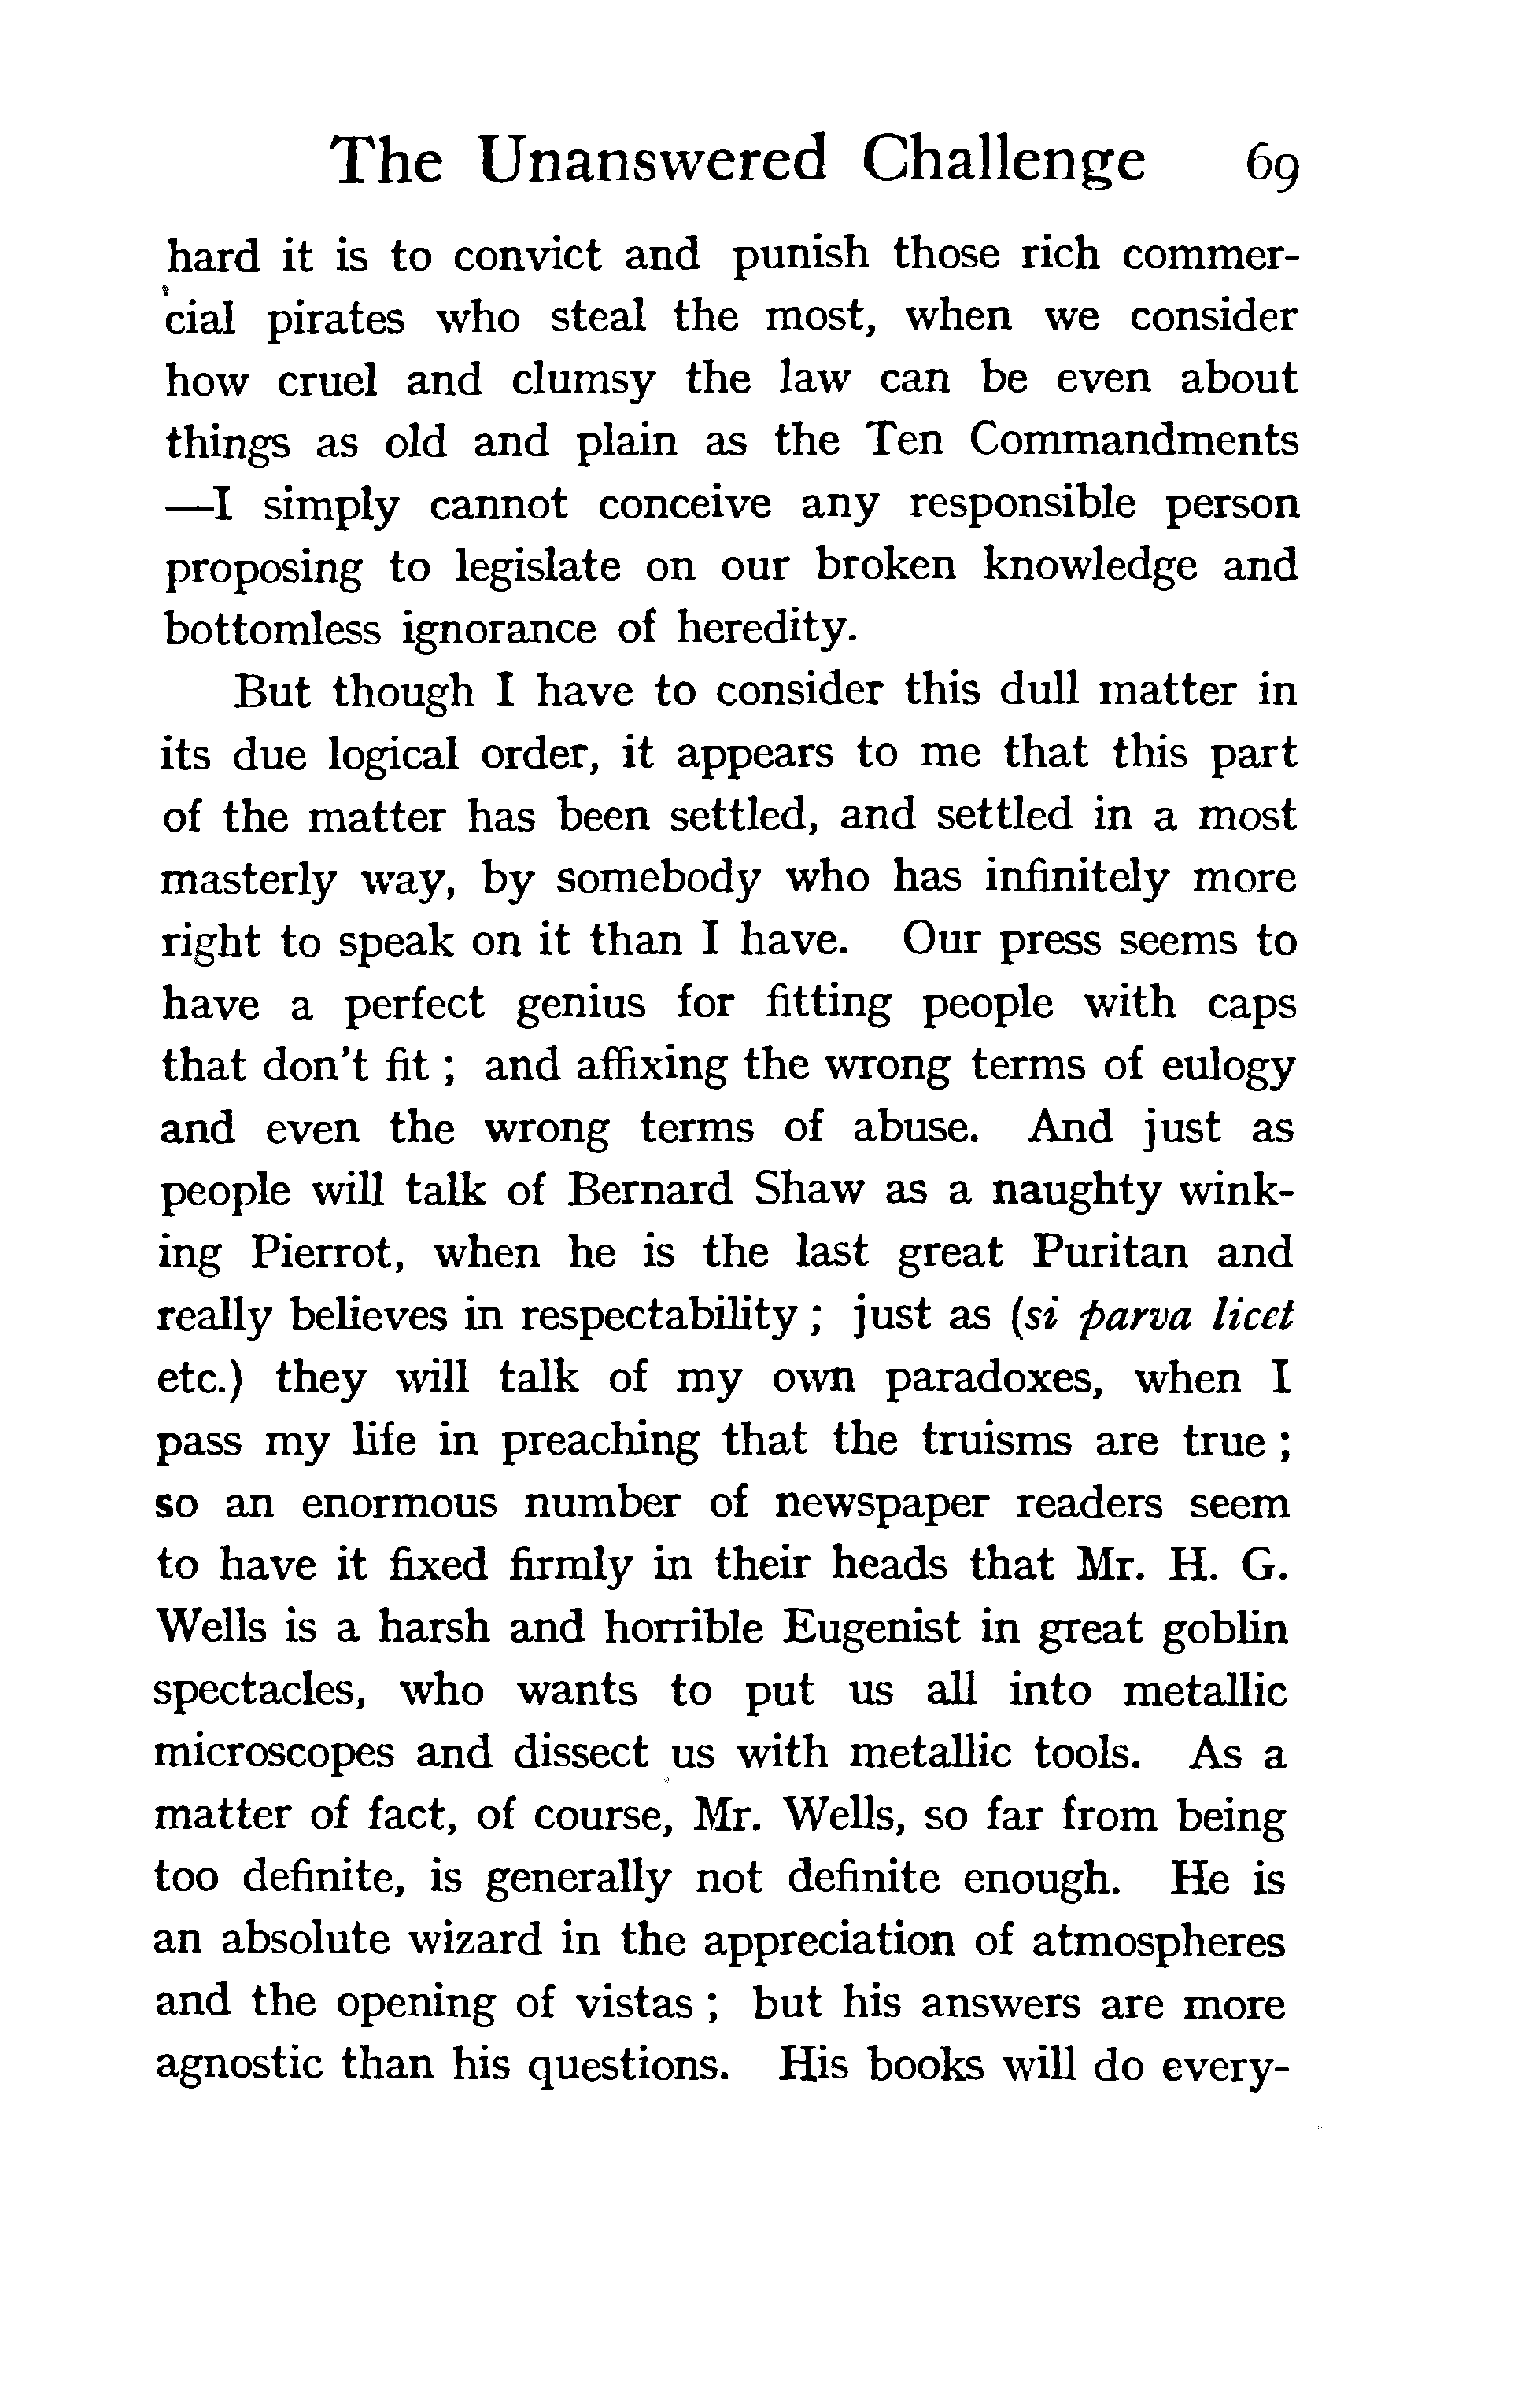 The Unanswered Challenge 69
hard it is to convict and punish those rich commer-
cial pirates who steal the most, when we consider
how cruel and clumsy the law can be even about
things as old and plain as the Ten Commandments
—I simply cannot conceive any responsible person
proposing to legislate on our broken knowledge and
bottomless ignorance of heredity.
But though I have to consider this dull matter in
its due logical order, it appears to me that this part
of the matter has been settled, and settled in a most
masterly way, by somebody who has infinitely more
right to speak on it than I have. Our press seems to
have a perfect genius for fitting people with caps
that don't fit ; and affixing the wrong terms of eulogy
and even the wrong terms of abuse. And just as
people will talk of Bernard Shaw as a naughty wink-
ing Pierrot, when he is the last great Puritan and
really believes in respectability ; just as (si parva licet
etc.) they will talk of my own paradoxes, when I
pass my life in preaching that the truisms are true ;
so an enormous number of newspaper readers seem
to have it fixed firmly in their heads that Mr. H. G.
Wells is a harsh and horrible Eugenist in great goblin
spectacles, who wants to put us all into metallic
microscopes and dissect us with metallic tools. As a
matter of fact, of course, Mr. Wells, so far from being
too definite, is generally not definite enough. He is
an absolute wizard in the appreciation of atmospheres
and the opening of vistas ; but his answers are more
agnostic than his questions. His books will do every-